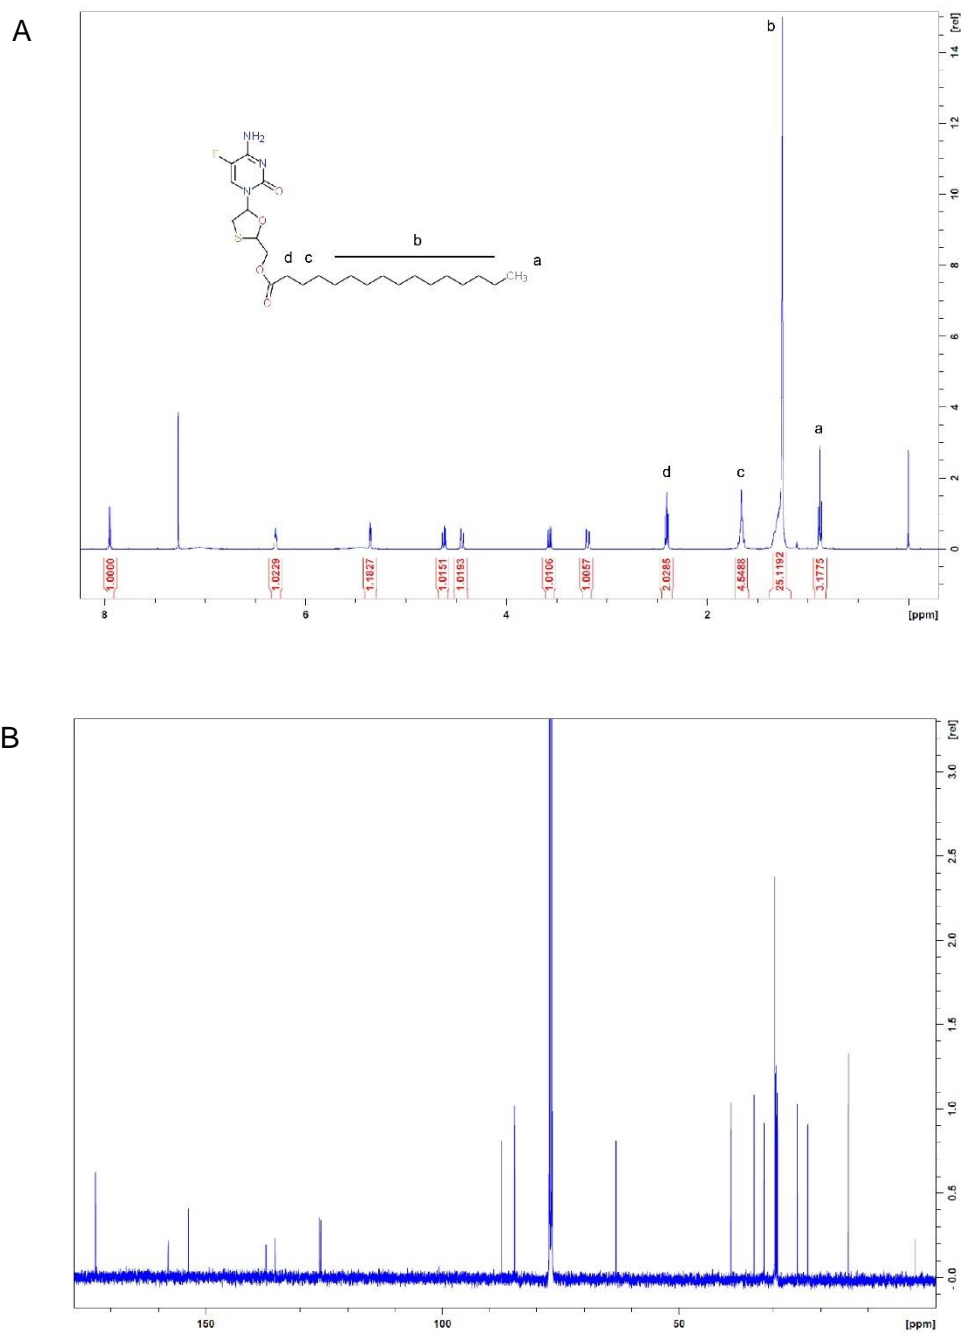 A
b
[rel]
14
12
10
8
6
4
2
0
NH2
F
N
N
O
O
S
O
O
d c
b
a
CH3
d
c
a
1.0000
1.0229
1.1827
1.0151
1.0193
1.0106
1.0057
2.0285
4.5488
25.1192
3.1775
8
6
4
2
[ppm]
B
[rel]
3.0
2.5
2.0
1.5
1.0
0.5
- 0.0
150
100
50
[ppm]